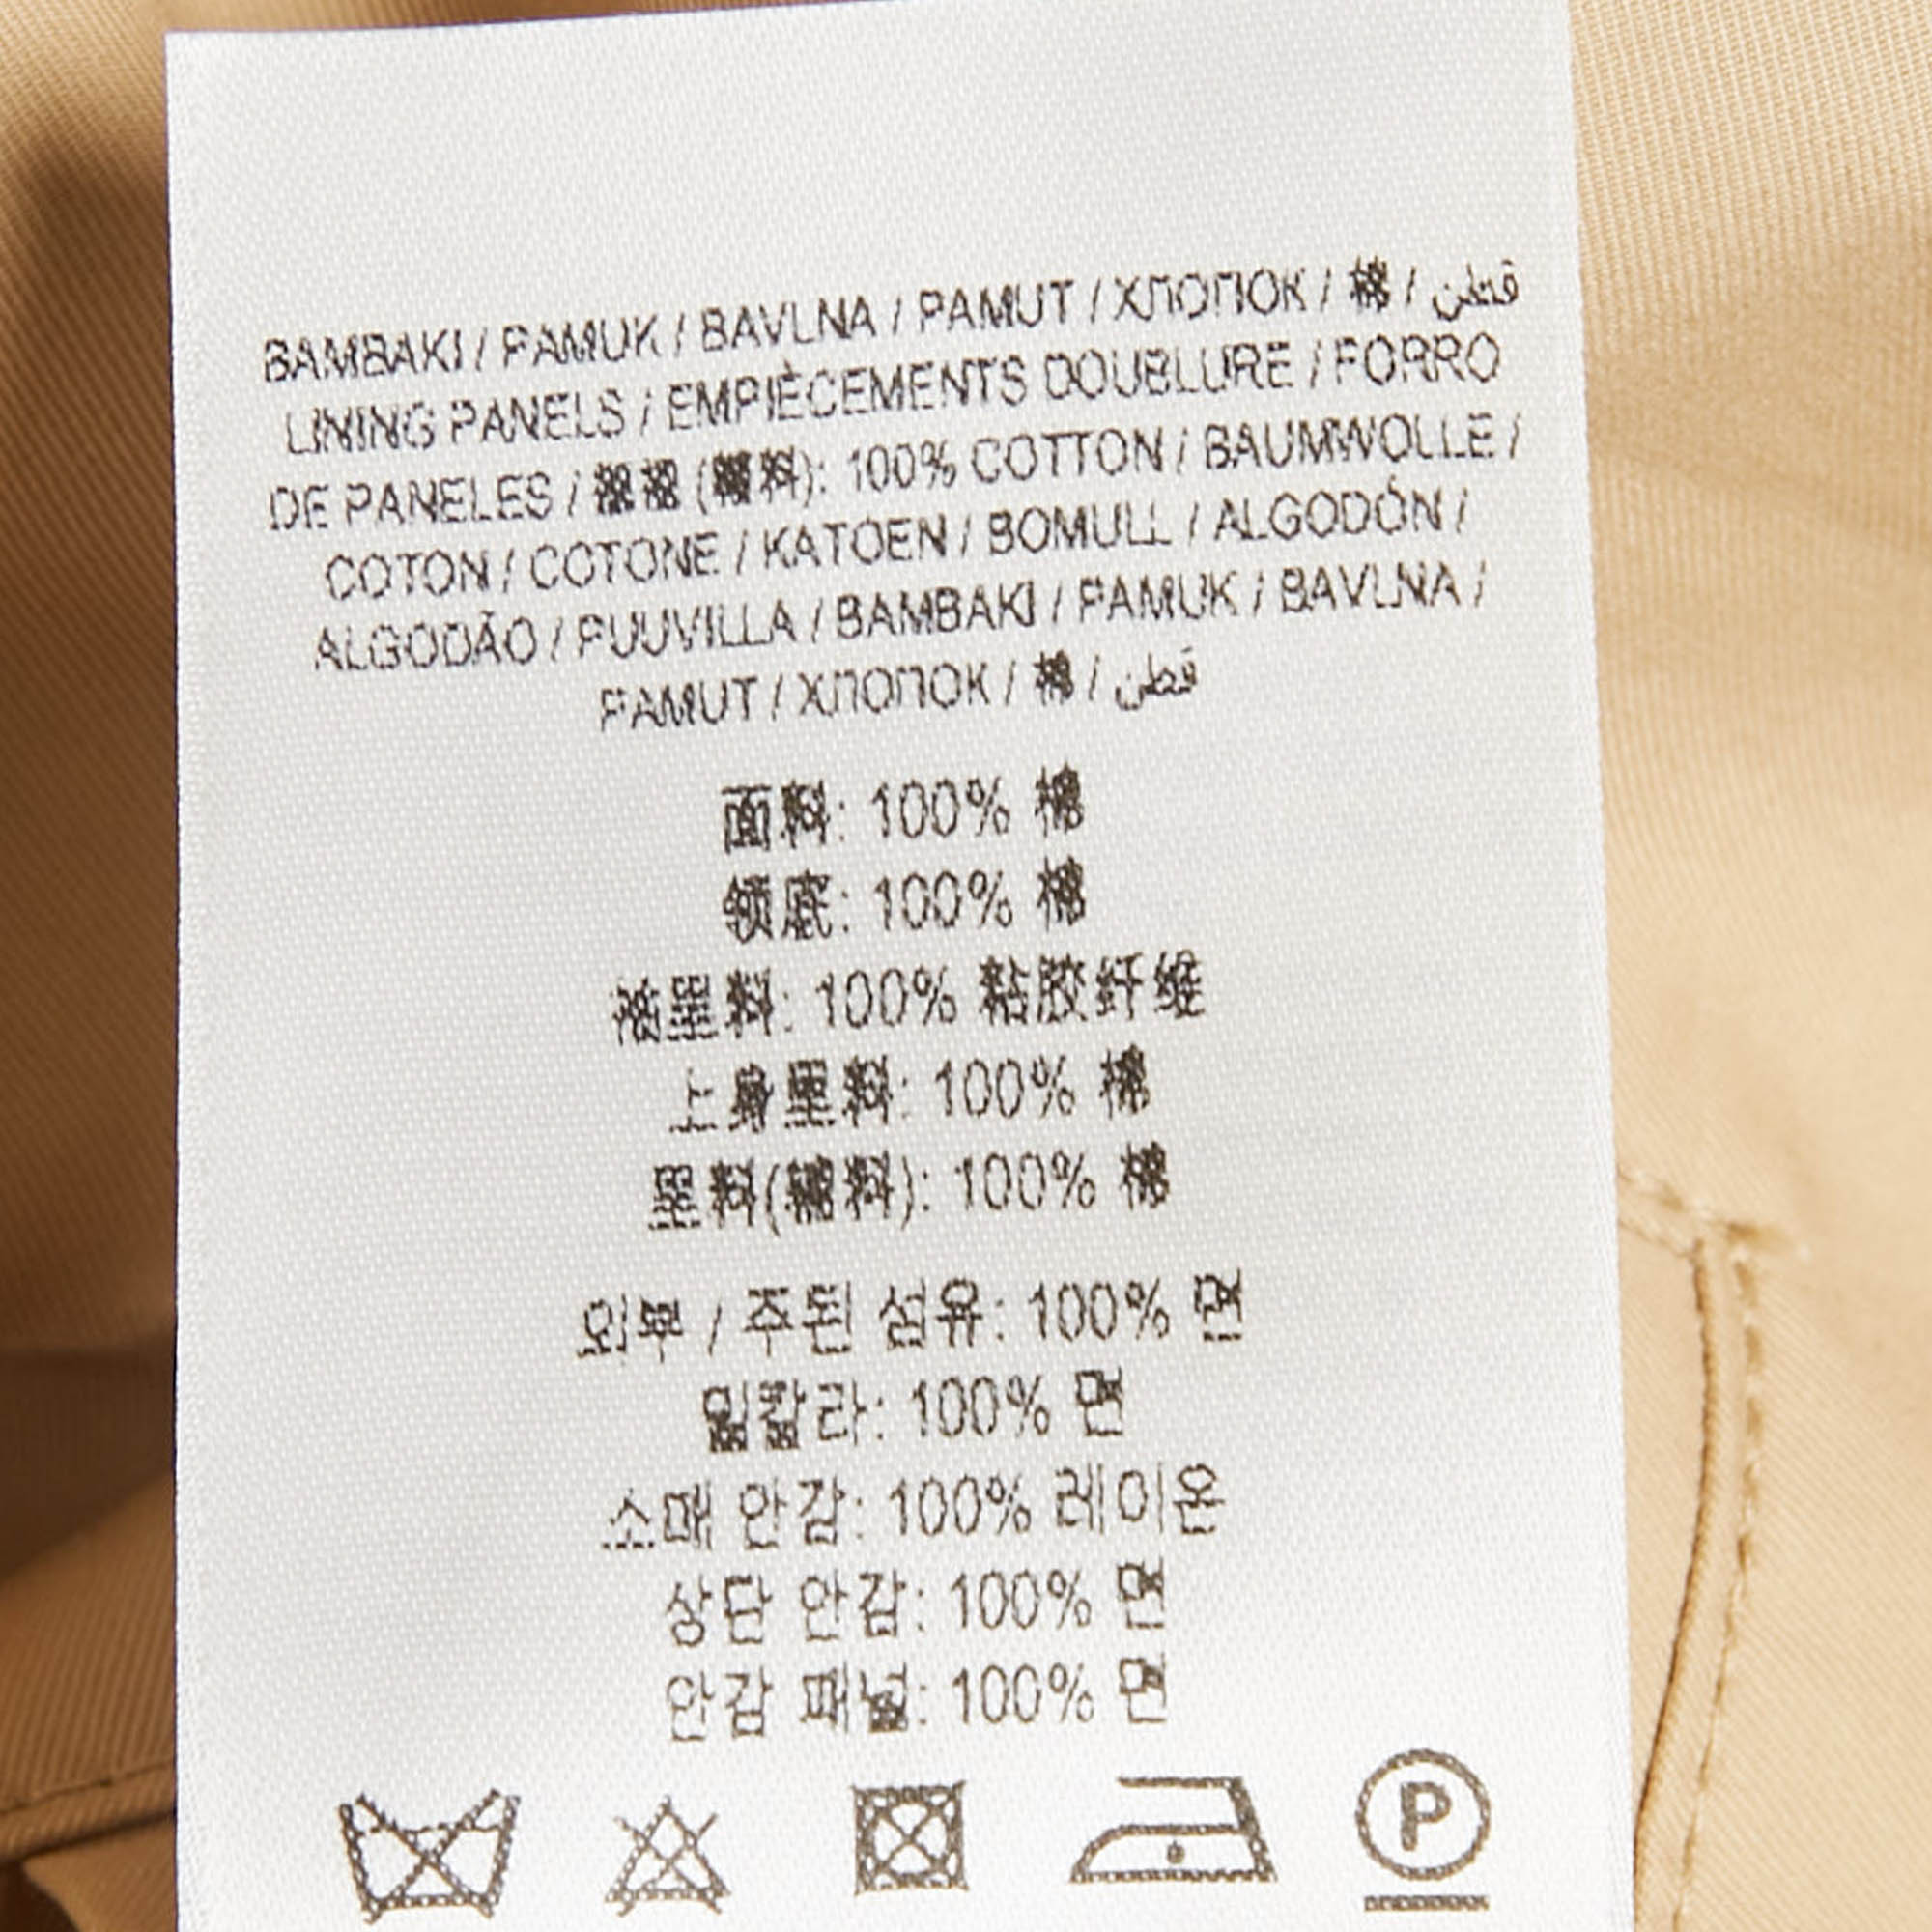 BAMBAKI / PAMUK / BAVLNA / PAMUT / ХЛОПОК / 棉 / قطن
LINING PANELS / EMPIÈCEMENTS DOUBLURE / FORRO
DE PANELES / (輔料): 100% COTTON / BAUMWOLLE /
COTON / COTONE / KATOEN / BOMULL / ALGODÓN /
ALGODÃO / PUUVILLA / BAMBAKI / PAMUK / BAVLNA /
PAMUT / ХЛОПОК / 棉 / قطن
面料: 100% 棉
领底: 100% 棉
袖里料: 100% 粘胶纤维
上身里料: 100% 棉
里料(辅料): 100% 棉
외부 / 주된 섬유: 100% 면
밑칼라: 100% 면
소매 안감: 100% 레이온
상단 안감: 100% 면
안감 패널: 100% 면
P